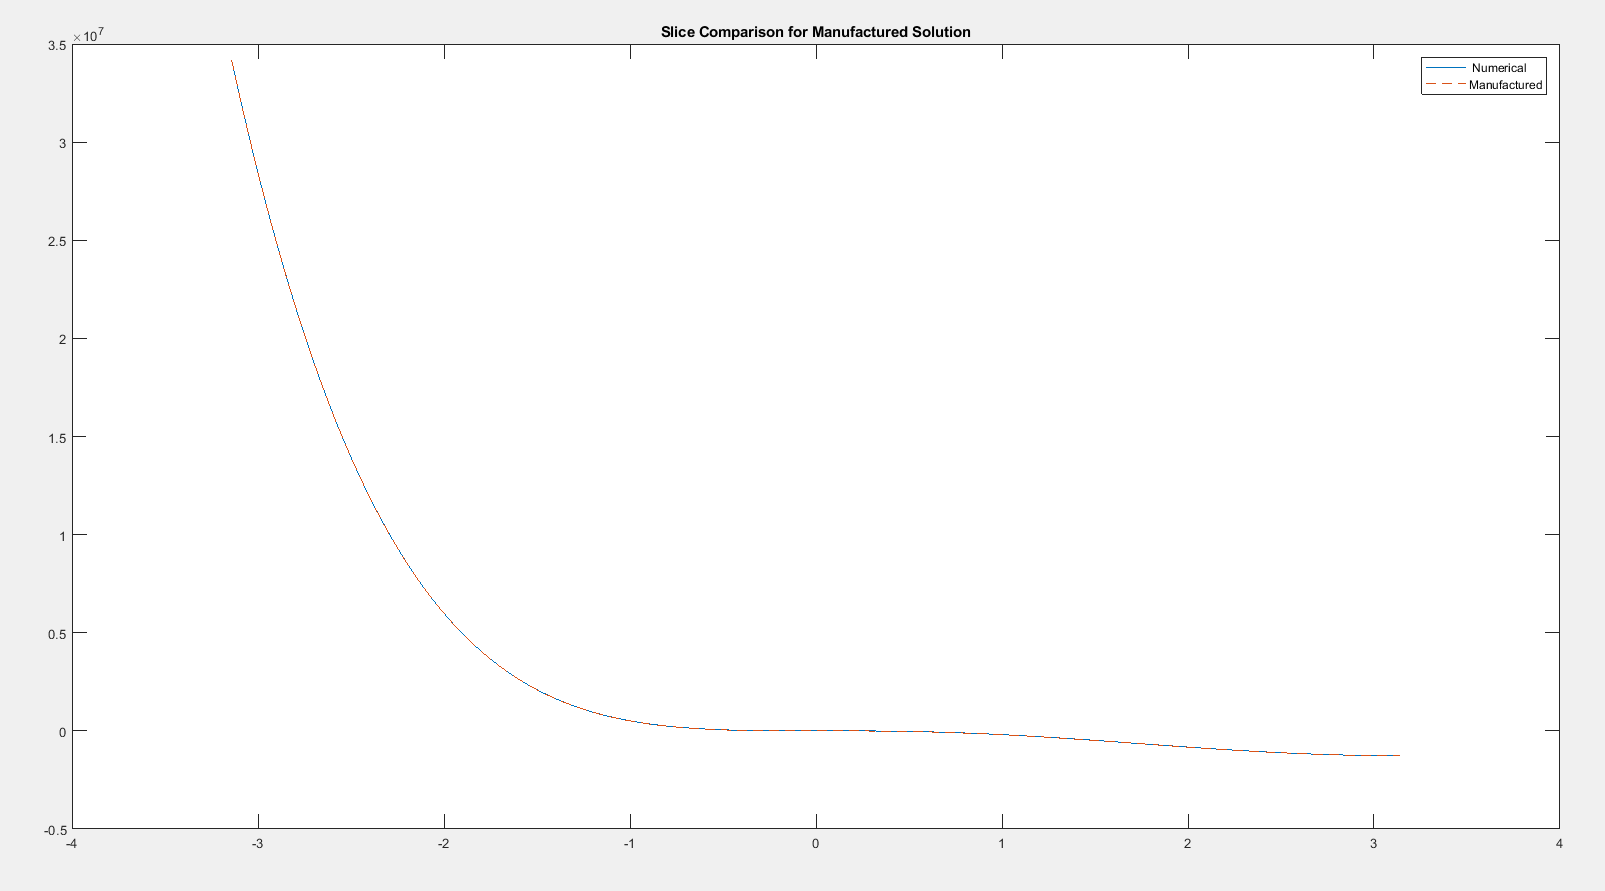 Slice Comparison for Manufactured Solution
×10^7
3.5
3
2.5
2
1.5
1
0.5
0
-0.5
-4 -3 -2 -1 0 1 2 3 4
Numerical
Manufactured